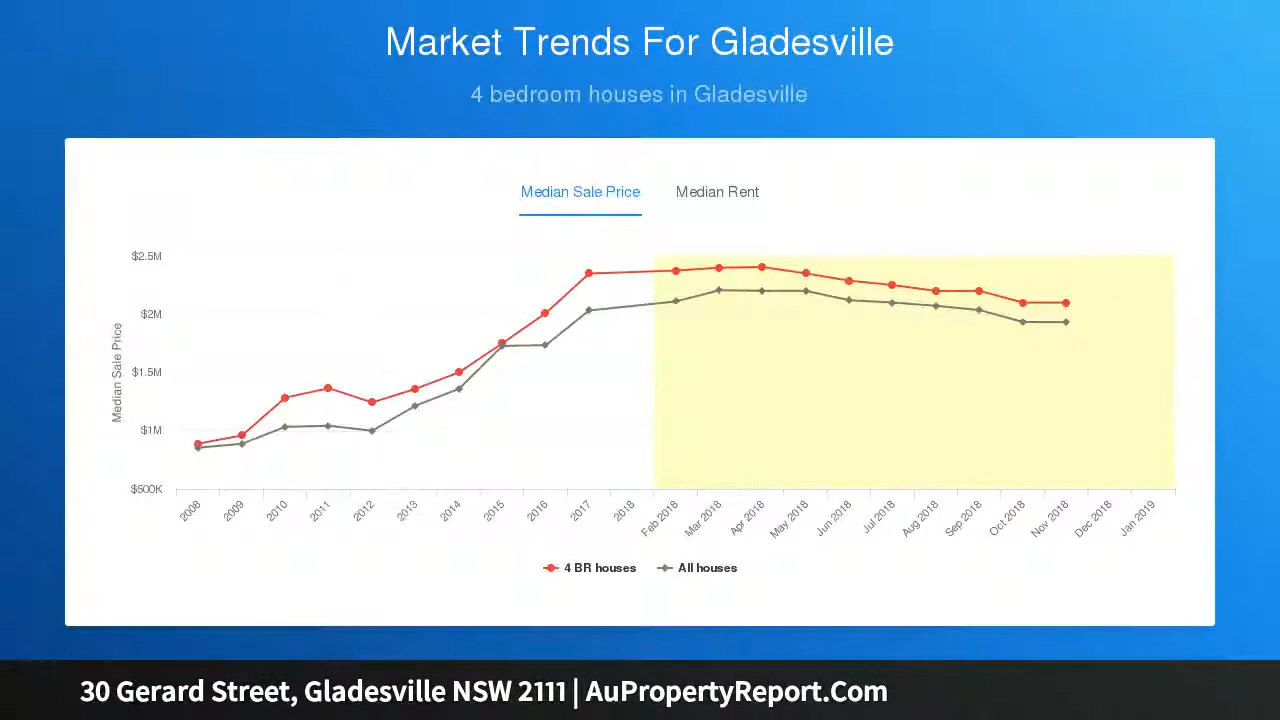 Market Trends For Gladesville
4 bedroom houses in Gladesville
Median Sale Price Median Rent
Median Sale Price
$2.5M
$2M
$1.5M
$1M
$500K
2008 2009 2010 2011 2012 2013 2014 2015 2016 2017 2018 Feb 2018 Mar 2018 Apr 2018 May 2018 Jun 2018 Jul 2018 Aug 2018 Sep 2018 Oct 2018 Nov 2018 Dec 2018 Jan 2019
4 BR houses All houses
30 Gerard Street, Gladesville NSW 2111 | AuPropertyReport.Com